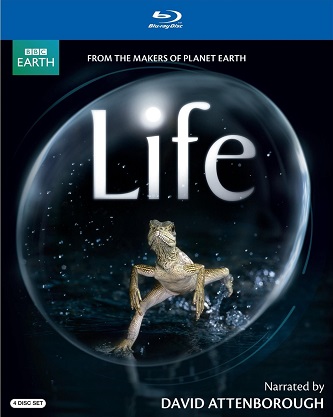 Blu-ray Disc
BBC
EARTH
FROM THE MAKERS OF PLANET EARTH
Life
4 DISC SET
Narrated by
DAVID ATTENBOROUGH